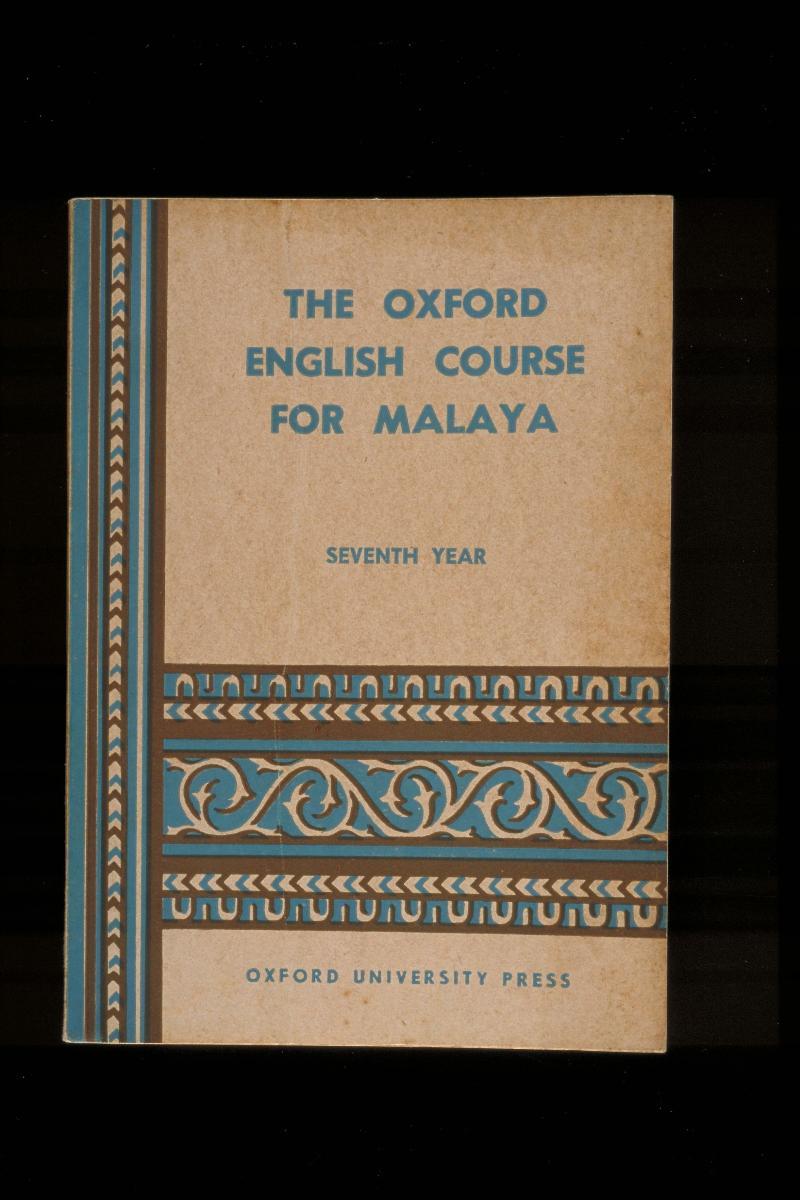 THE OXFORD
ENGLISH COURSE
FOR MALAYA
SEVENTH YEAR
OXFORD UNIVERSITY PRESS